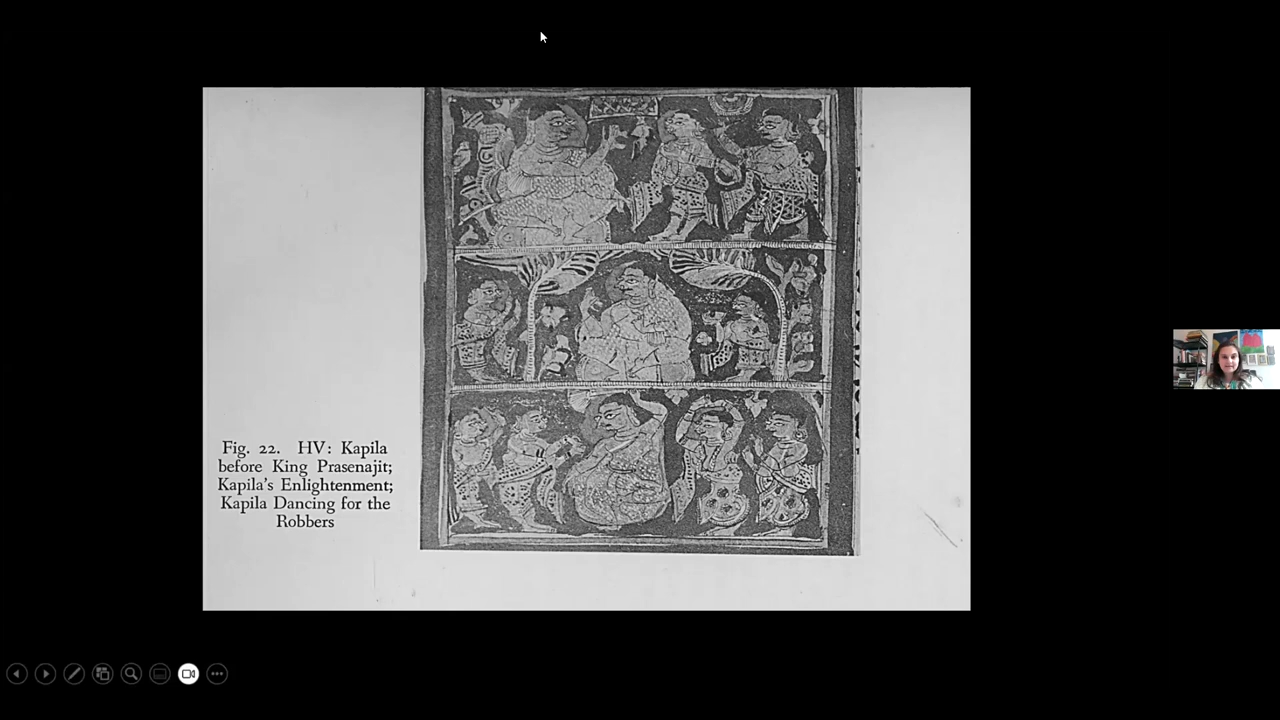 Fig. 22. HV: Kapila
before King Prasenajit;
Kapila's Enlightenment;
Kapila Dancing for the
Robbers